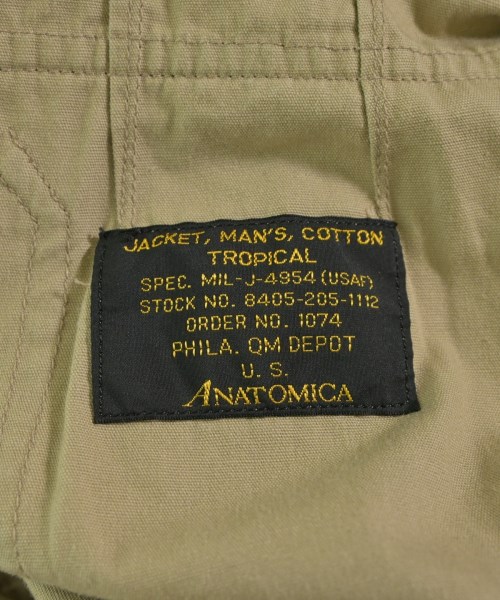 JACKET, MAN'S, COTTON
TROPICAL
SPEC. MIL-J-4954 (USAF)
STOCK NO. 8405-205-1112
ORDER NO. 1074
PHILA. QM DEPOT
U. S.
ANATOMICA